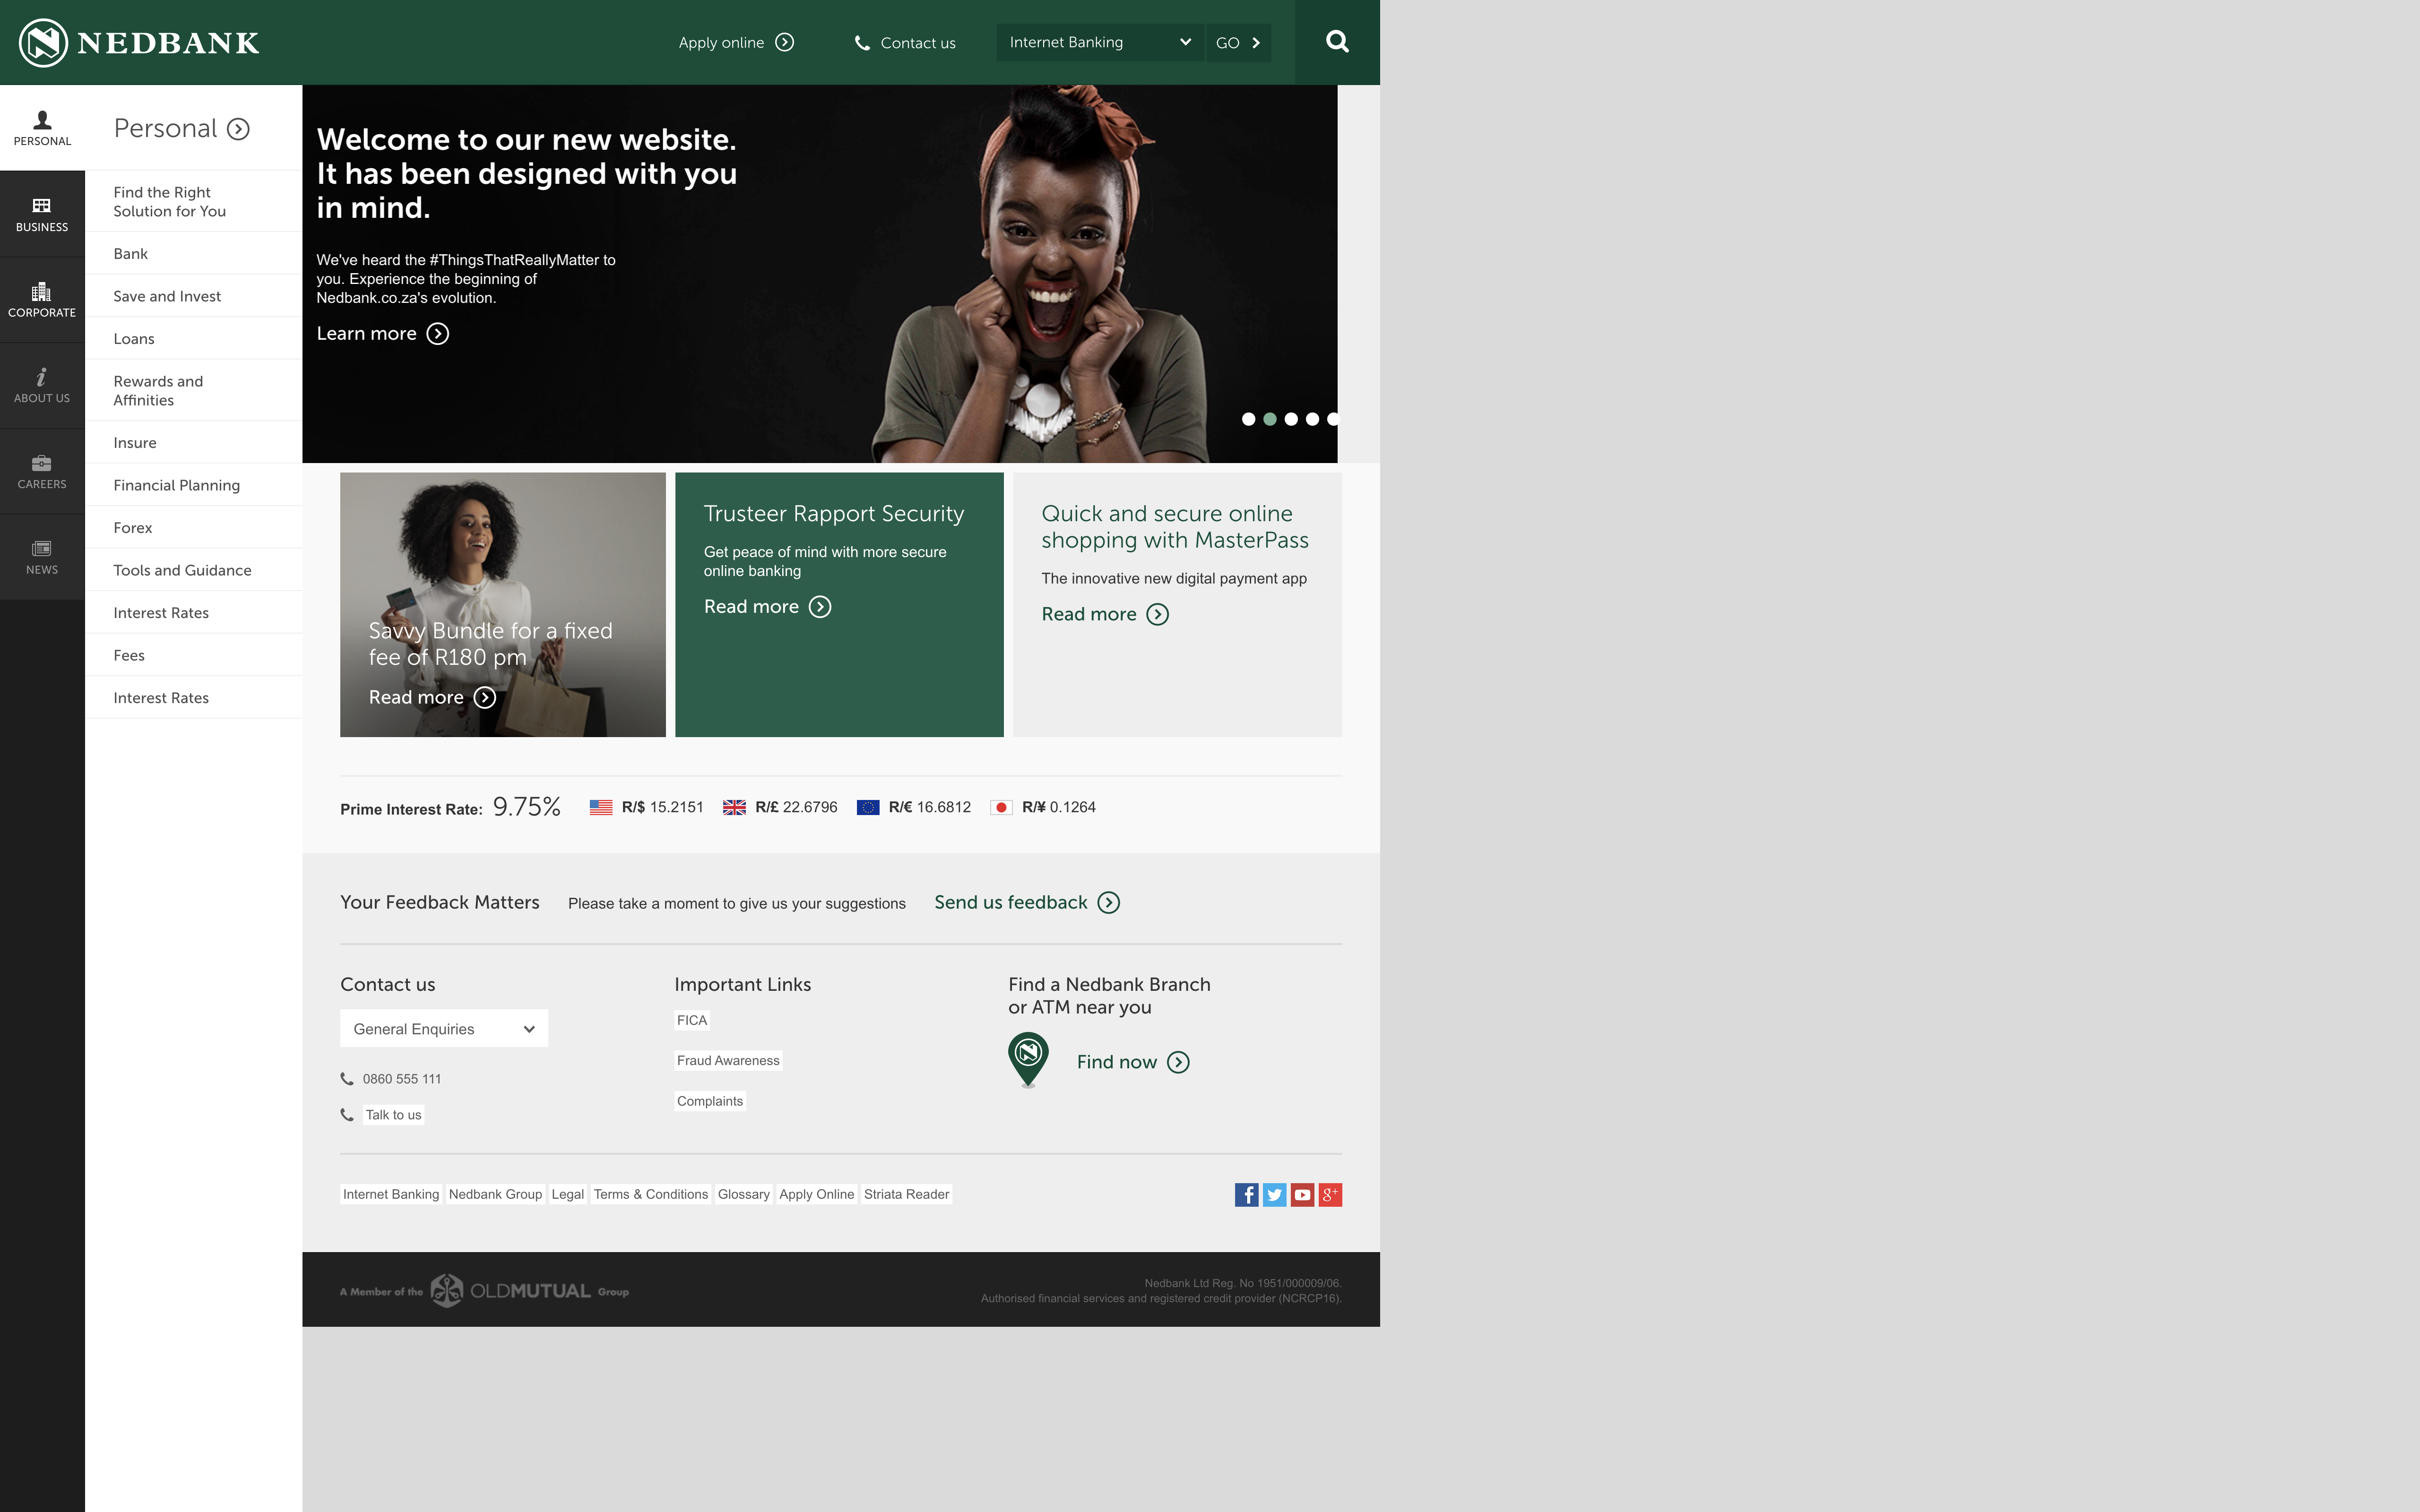 NEDBANK
Apply online
Contact us
Internet Banking
GO
PERSONAL
BUSINESS
CORPORATE
ABOUT US
CAREERS
NEWS
Personal
Find the Right
Solution for You
Bank
Save and Invest
Loans
Rewards and
Affinities
Insure
Financial Planning
Forex
Tools and Guidance
Interest Rates
Fees
Interest Rates
Welcome to our new website.
It has been designed with you
in mind.
We've heard the #ThingsThatReallyMatter to
you. Experience the beginning of
Nedbank.co.za's evolution.
Learn more
Savvy Bundle for a fixed
fee of R180 pm
Read more
Trusteer Rapport Security
Get peace of mind with more secure
online banking
Read more
Quick and secure online
shopping with MasterPass
The innovative new digital payment app
Read more
Prime Interest Rate: 9.75% R/$ 15.2151 R/£ 22.6796 R/€ 16.6812 R/¥ 0.1264
Your Feedback Matters Please take a moment to give us your suggestions Send us feedback
Contact us
General Enquiries
0860 555 111
Talk to us
Important Links
FICA
Fraud Awareness
Complaints
Find a Nedbank Branch
or ATM near you
Find now
Internet Banking Nedbank Group Legal Terms & Conditions Glossary Apply Online Striata Reader
f
g+
A Member of the OLDMUTUAL Group
Nedbank Ltd Reg. No 1951/000009/06.
Authorised financial services and registered credit provider (NCRCP16).